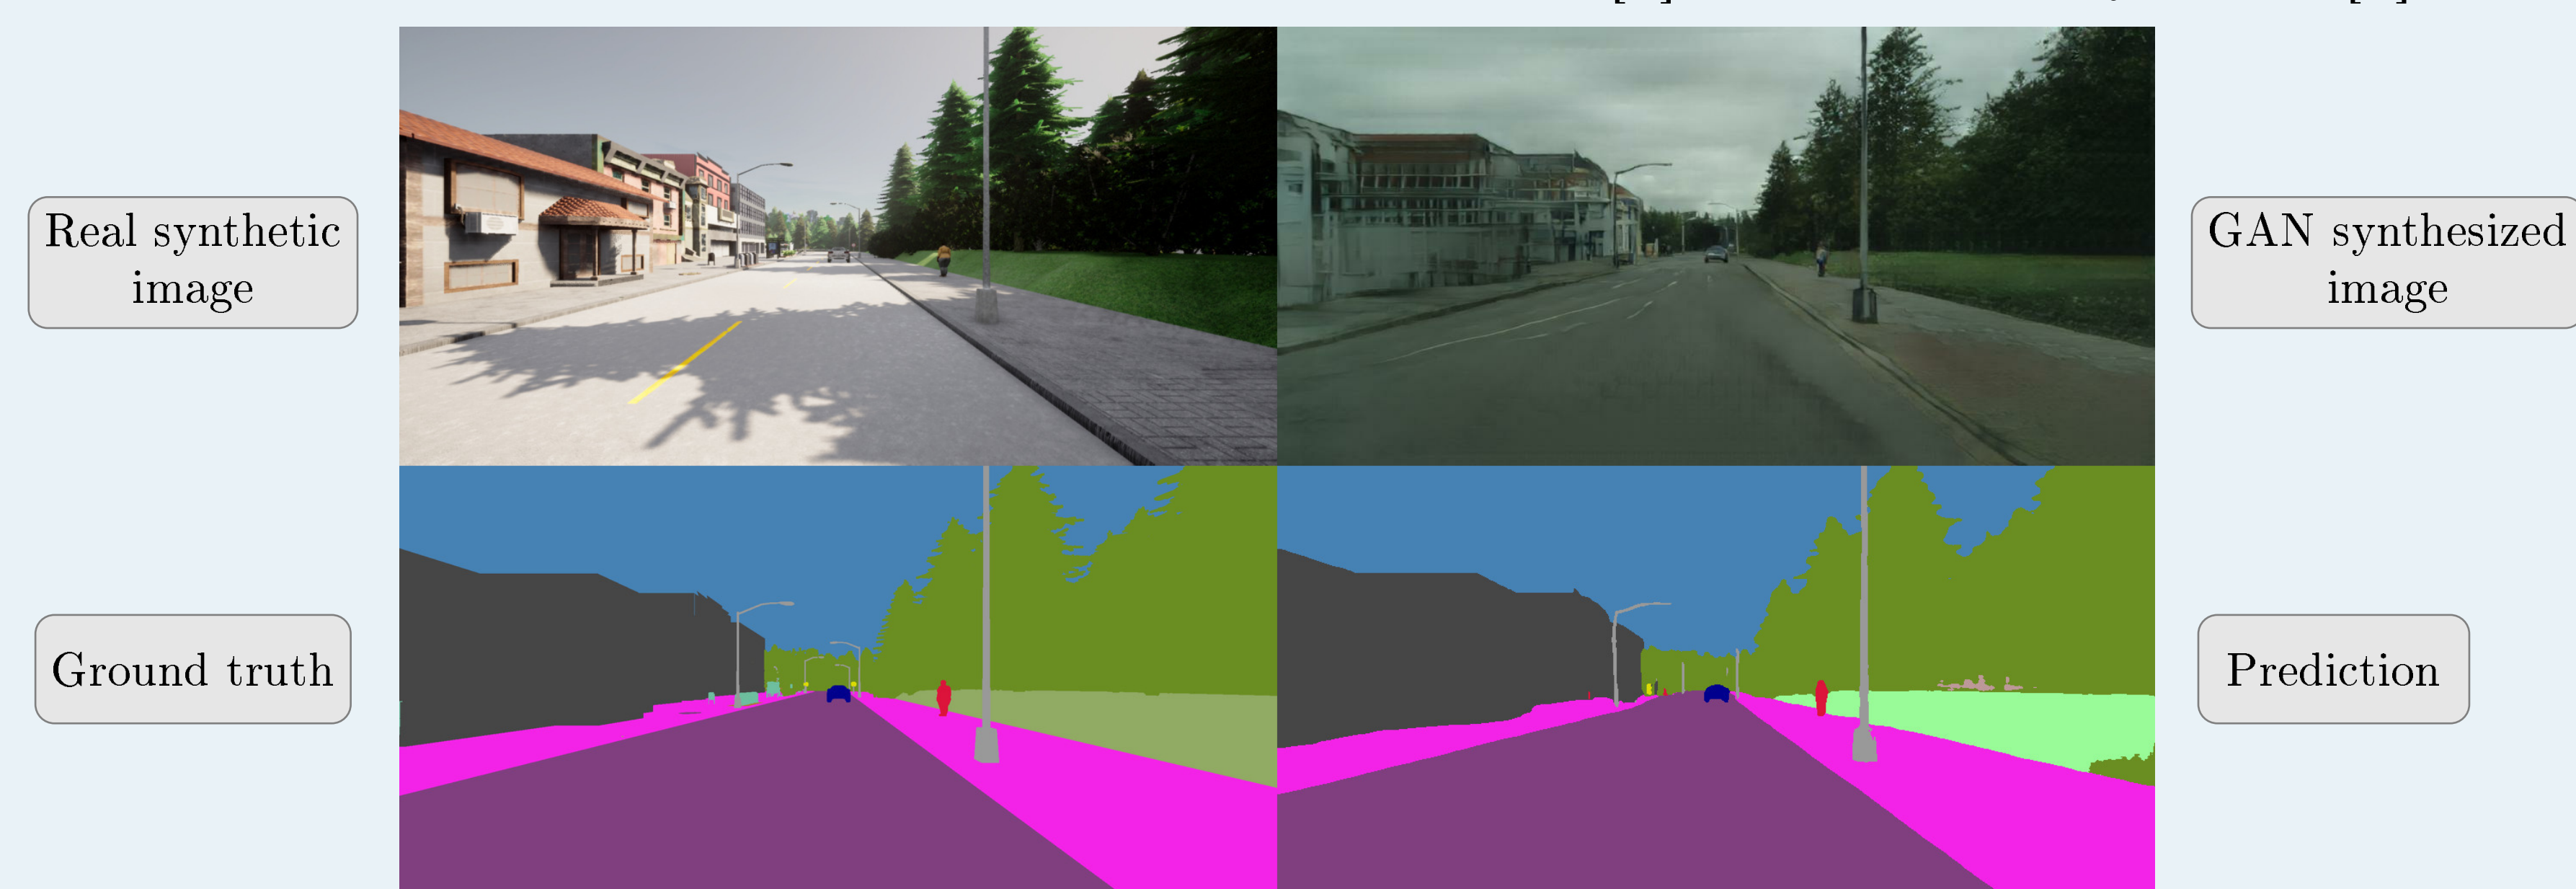 Real synthetic
image
GAN synthesized
image
Ground truth
Prediction